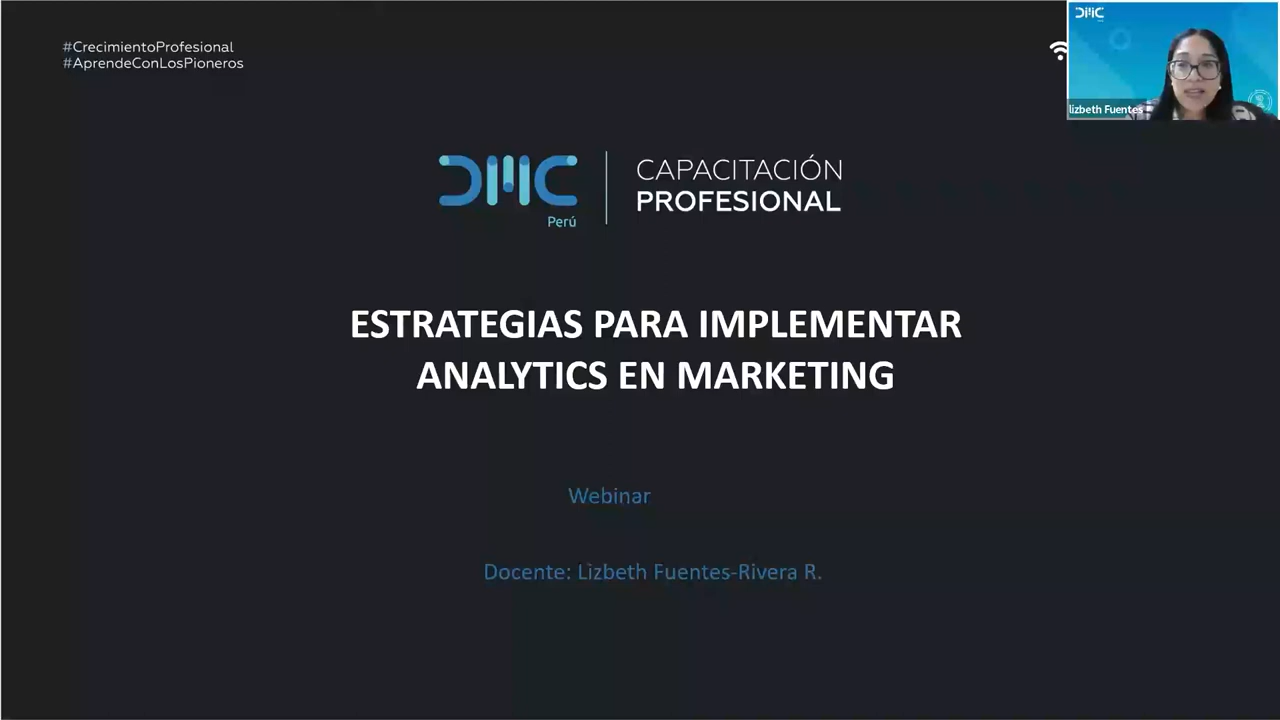 #CrecimientoProfesional
#AprendeConLosPioneros
DMC
lizbeth Fuentes
DMC
Perú
CAPACITACIÓN
PROFESIONAL
ESTRATEGIAS PARA IMPLEMENTAR
ANALYTICS EN MARKETING
Webinar
Docente: Lizbeth Fuentes-Rivera R.